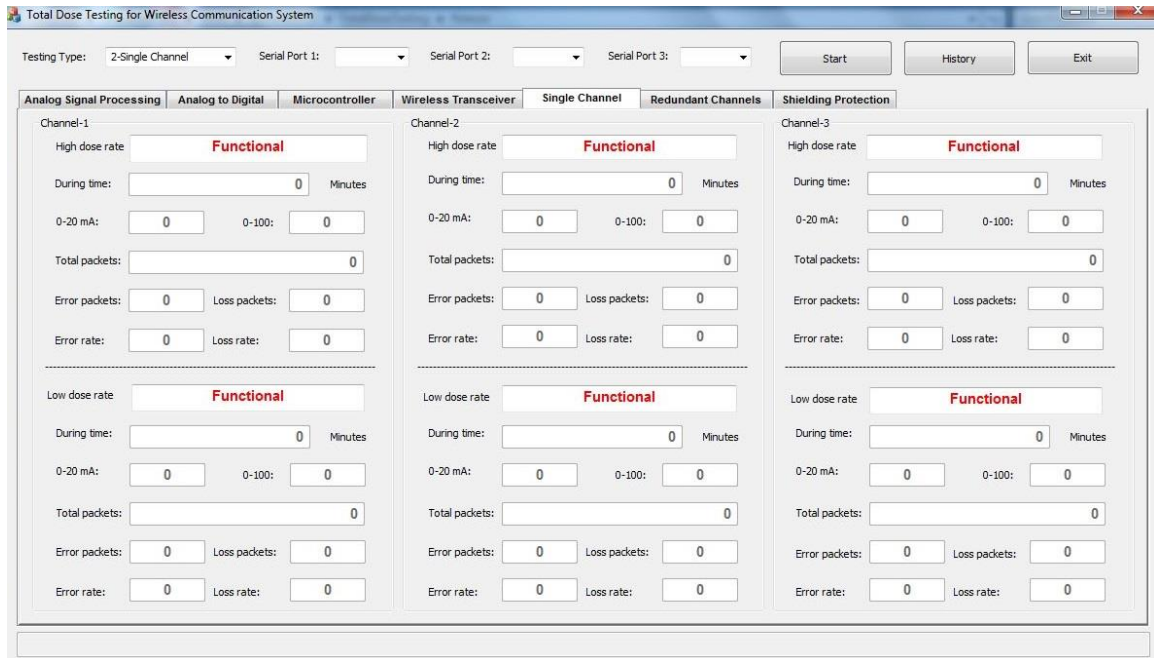 Total Dose Testing for Wireless Communication System
Testing Type: 2-Single Channel Serial Port 1: Serial Port 2: Serial Port 3: Start History Exit
Analog Signal Processing Analog to Digital Microcontroller Wireless Transceiver Single Channel Redundant Channels Shielding Protection
Channel-1
High dose rate Functional
During time: 0 Minutes
0-20 mA: 0 0-100: 0
Total packets: 0
Error packets: 0 Loss packets: 0
Error rate: 0 Loss rate: 0
Low dose rate Functional
During time: 0 Minutes
0-20 mA: 0 0-100: 0
Total packets: 0
Error packets: 0 Loss packets: 0
Error rate: 0 Loss rate: 0
Channel-2
High dose rate Functional
During time: 0 Minutes
0-20 mA: 0 0-100: 0
Total packets: 0
Error packets: 0 Loss packets: 0
Error rate: 0 Loss rate: 0
Low dose rate Functional
During time: 0 Minutes
0-20 mA: 0 0-100: 0
Total packets: 0
Error packets: 0 Loss packets: 0
Error rate: 0 Loss rate: 0
Channel-3
High dose rate Functional
During time: 0 Minutes
0-20 mA: 0 0-100: 0
Total packets: 0
Error packets: 0 Loss packets: 0
Error rate: 0 Loss rate: 0
Low dose rate Functional
During time: 0 Minutes
0-20 mA: 0 0-100: 0
Total packets: 0
Error packets: 0 Loss packets: 0
Error rate: 0 Loss rate: 0